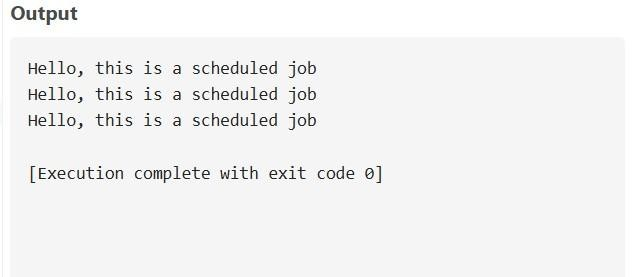 Output
Hello, this is a scheduled job
Hello, this is a scheduled job
Hello, this is a scheduled job
[Execution complete with exit code 0]